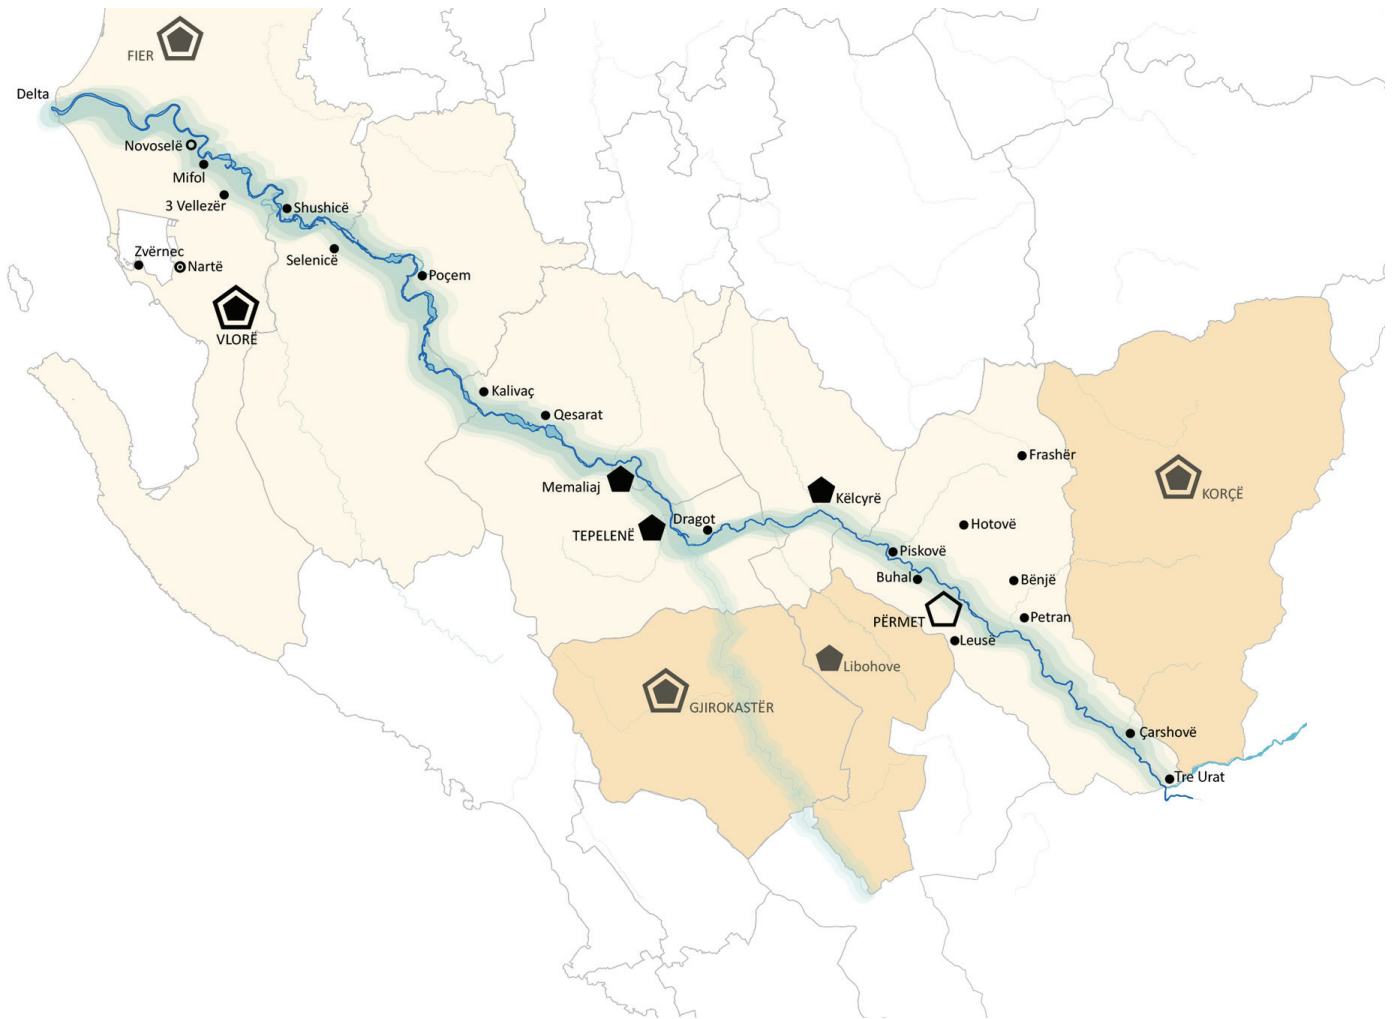 FIER
Delta
Novoselë
Mifol
3 Vellezër
Shushicë
Zvërnec
Nartë
Selenicë
Poçem
VLORË
Kalivaç
Qesarat
Memaliaj
Këlcyrë
Frashër
KORÇË
TEPELENË
Dragot
Hotovë
Piskovë
Buhal
Bënjë
PËRMET
Petran
Leusë
Libohove
GJIROKASTËR
Çarshovë
Tre Urat